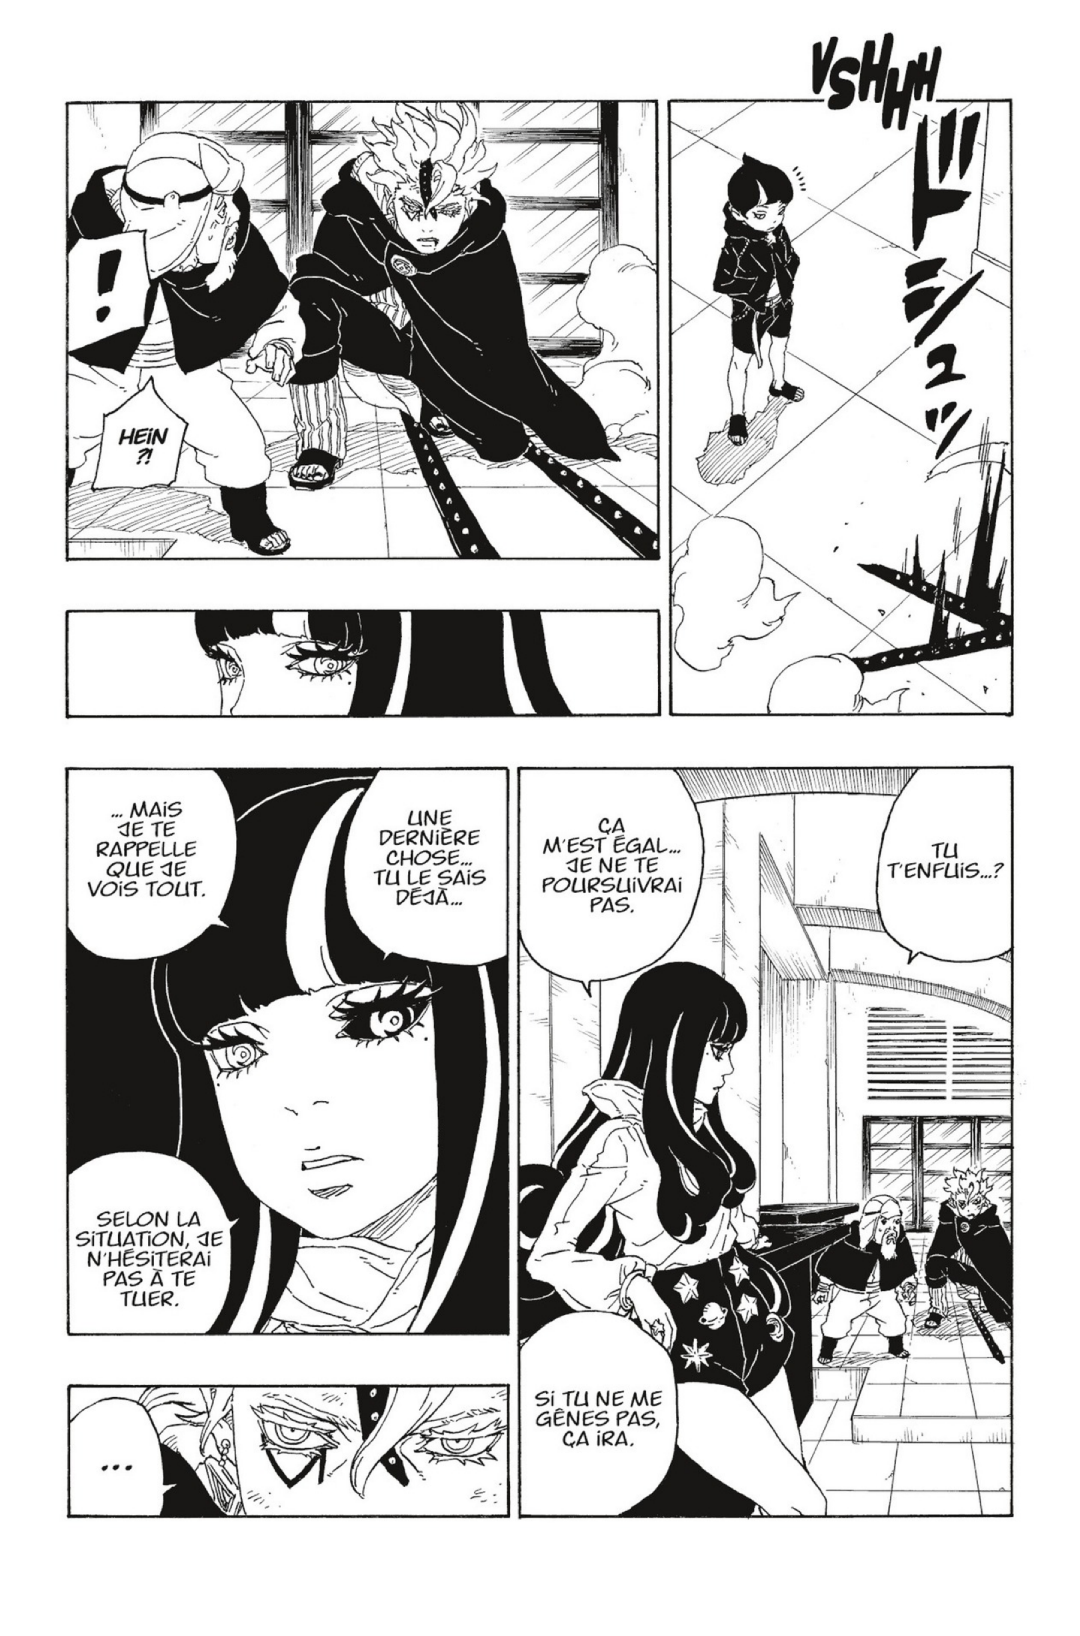 VSHHH
ドシュッ
!
HEIN
?!
TU
T'ENFUIS...?
ÇA
M'EST ÉGAL...
JE NE TE
POURSUIVRAI
PAS.
SI TU NE ME
GÊNES PAS,
ÇA IRA.
UNE
DERNIÈRE
CHOSE...
TU LE SAIS
DÉJÀ...
... MAIS
JE TE
RAPPELLE
QUE JE
VOIS TOUT.
SELON LA
SITUATION, JE
N'HÉSITERAI
PAS À TE
TUER.
...